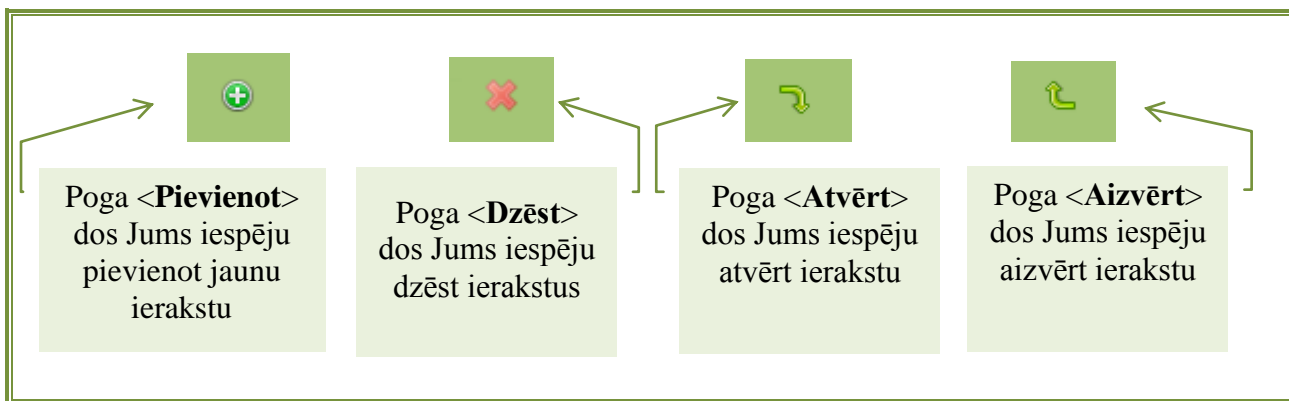 Poga <Pievienot>
dos Jums iespēju
pievienot jaunu
ierakstu
Poga <Dzēst>
dos Jums iespēju
dzēst ierakstus
Poga <Atvērt>
dos Jums iespēju
atvērt ierakstu
Poga <Aizvērt>
dos Jums iespēju
aizvērt ierakstu